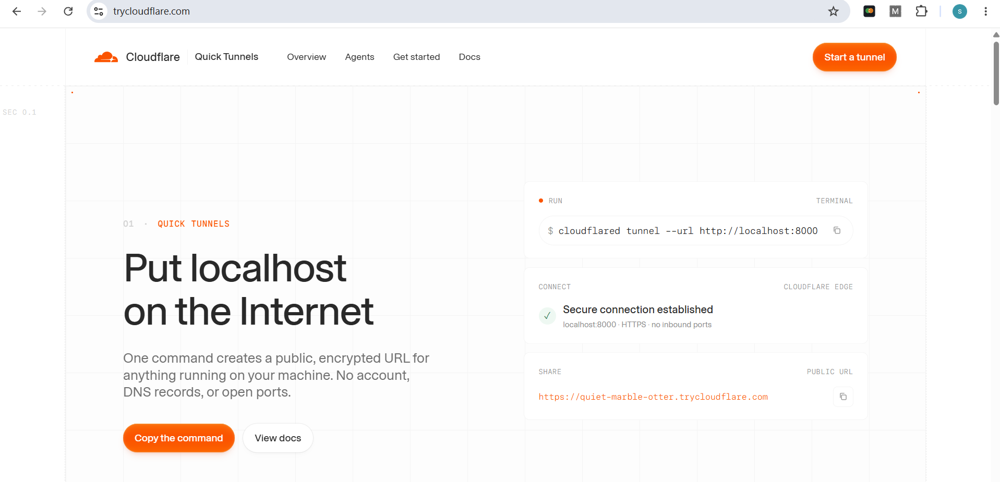 trycloudflare.com
M
s
Cloudflare
Quick Tunnels
Overview
Agents
Get started
Docs
Start a tunnel
SEC 0.1
01 · QUICK TUNNELS
Put localhost
on the Internet
One command creates a public, encrypted URL for
anything running on your machine. No account,
DNS records, or open ports.
Copy the command
View docs
RUN
TERMINAL
$ cloudflared tunnel --url http://localhost:8000
CONNECT
CLOUDFLARE EDGE
✓
Secure connection established
localhost:8000 · HTTPS · no inbound ports
SHARE
PUBLIC URL
https://quiet-marble-otter.trycloudflare.com